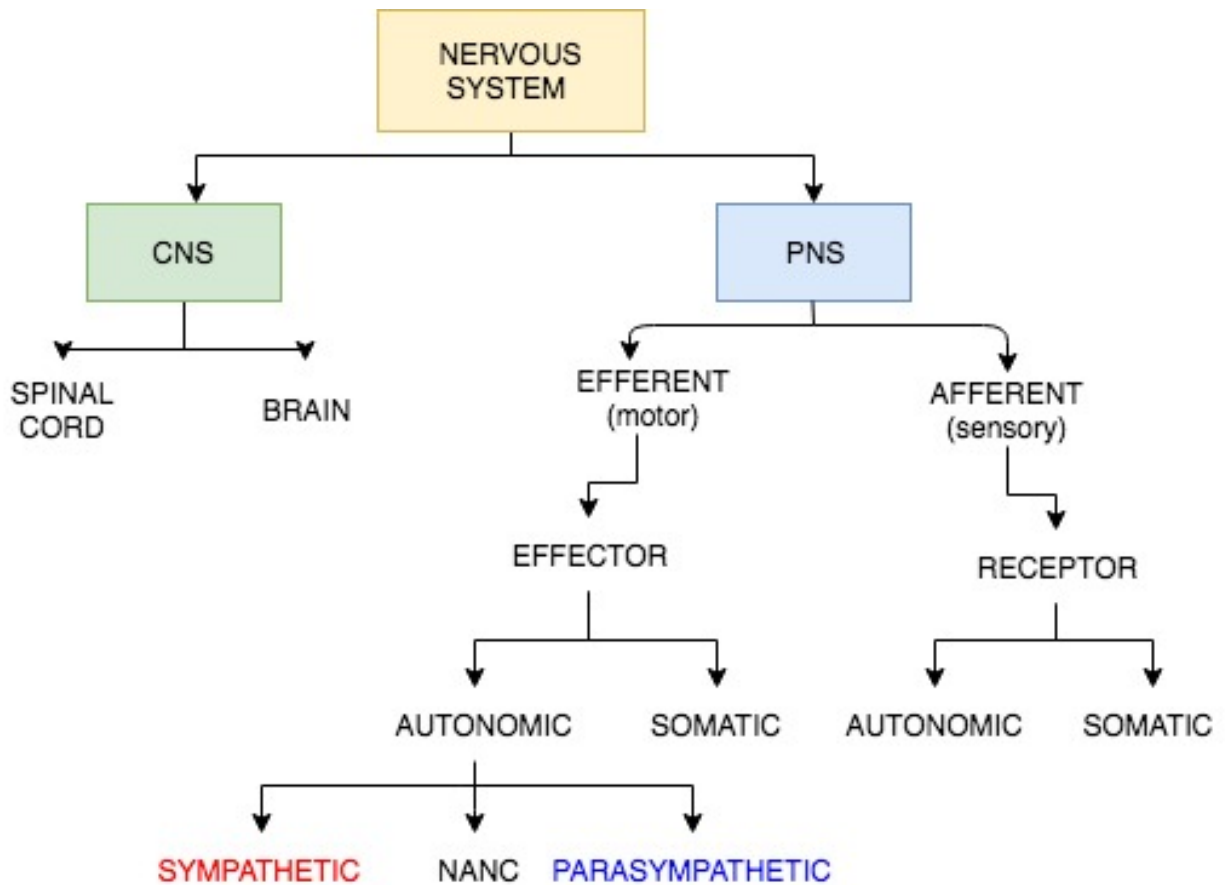 NERVOUS
SYSTEM
CNS
PNS
SPINAL
CORD
BRAIN
EFFERENT
(motor)
AFFERENT
(sensory)
EFFECTOR
RECEPTOR
AUTONOMIC
SOMATIC
AUTONOMIC
SOMATIC
SYMPATHETIC
NANC
PARASYMPATHETIC